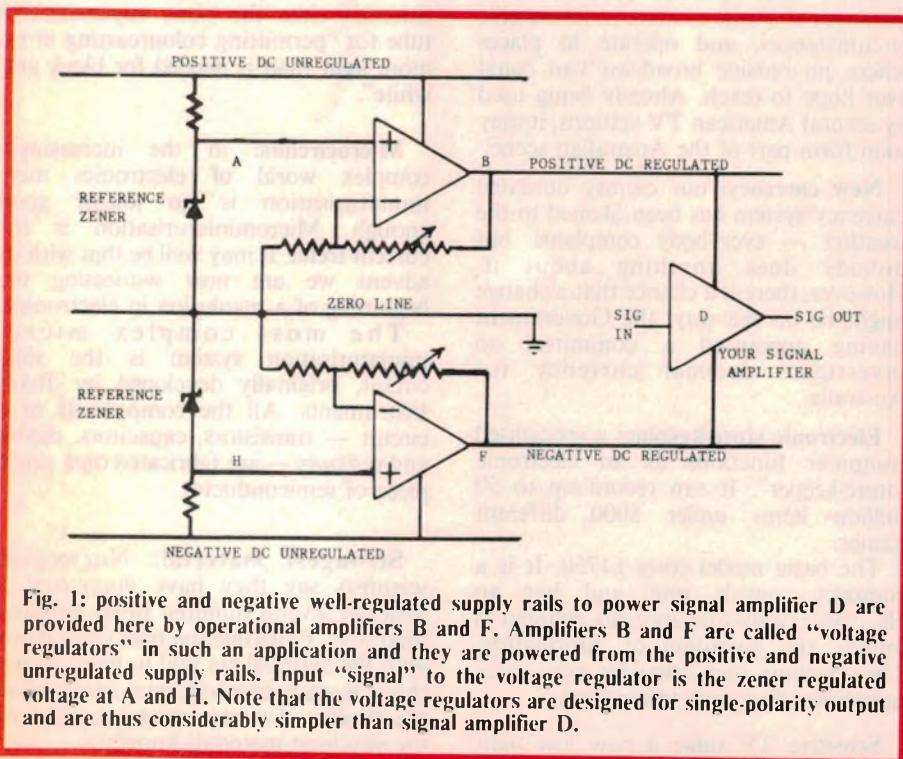 POSITIVE DC UNREGULATED
A
+
B
POSITIVE DC REGULATED
REFERENCE
ZENER
ZERO LINE
SIG
IN
D
SIG OUT
YOUR SIGNAL
AMPLIFIER
REFERENCE
ZENER
H
+
F
NEGATIVE DC REGULATED
NEGATIVE DC UNREGULATED
Fig. 1: positive and negative well-regulated supply rails to power signal amplifier D are
provided here by operational amplifiers B and F. Amplifiers B and F are called "voltage
regulators" in such an application and they are powered from the positive and negative
unregulated supply rails. Input "signal" to the voltage regulator is the zener regulated
voltage at A and H. Note that the voltage regulators are designed for single-polarity output
and are thus considerably simpler than signal amplifier D.